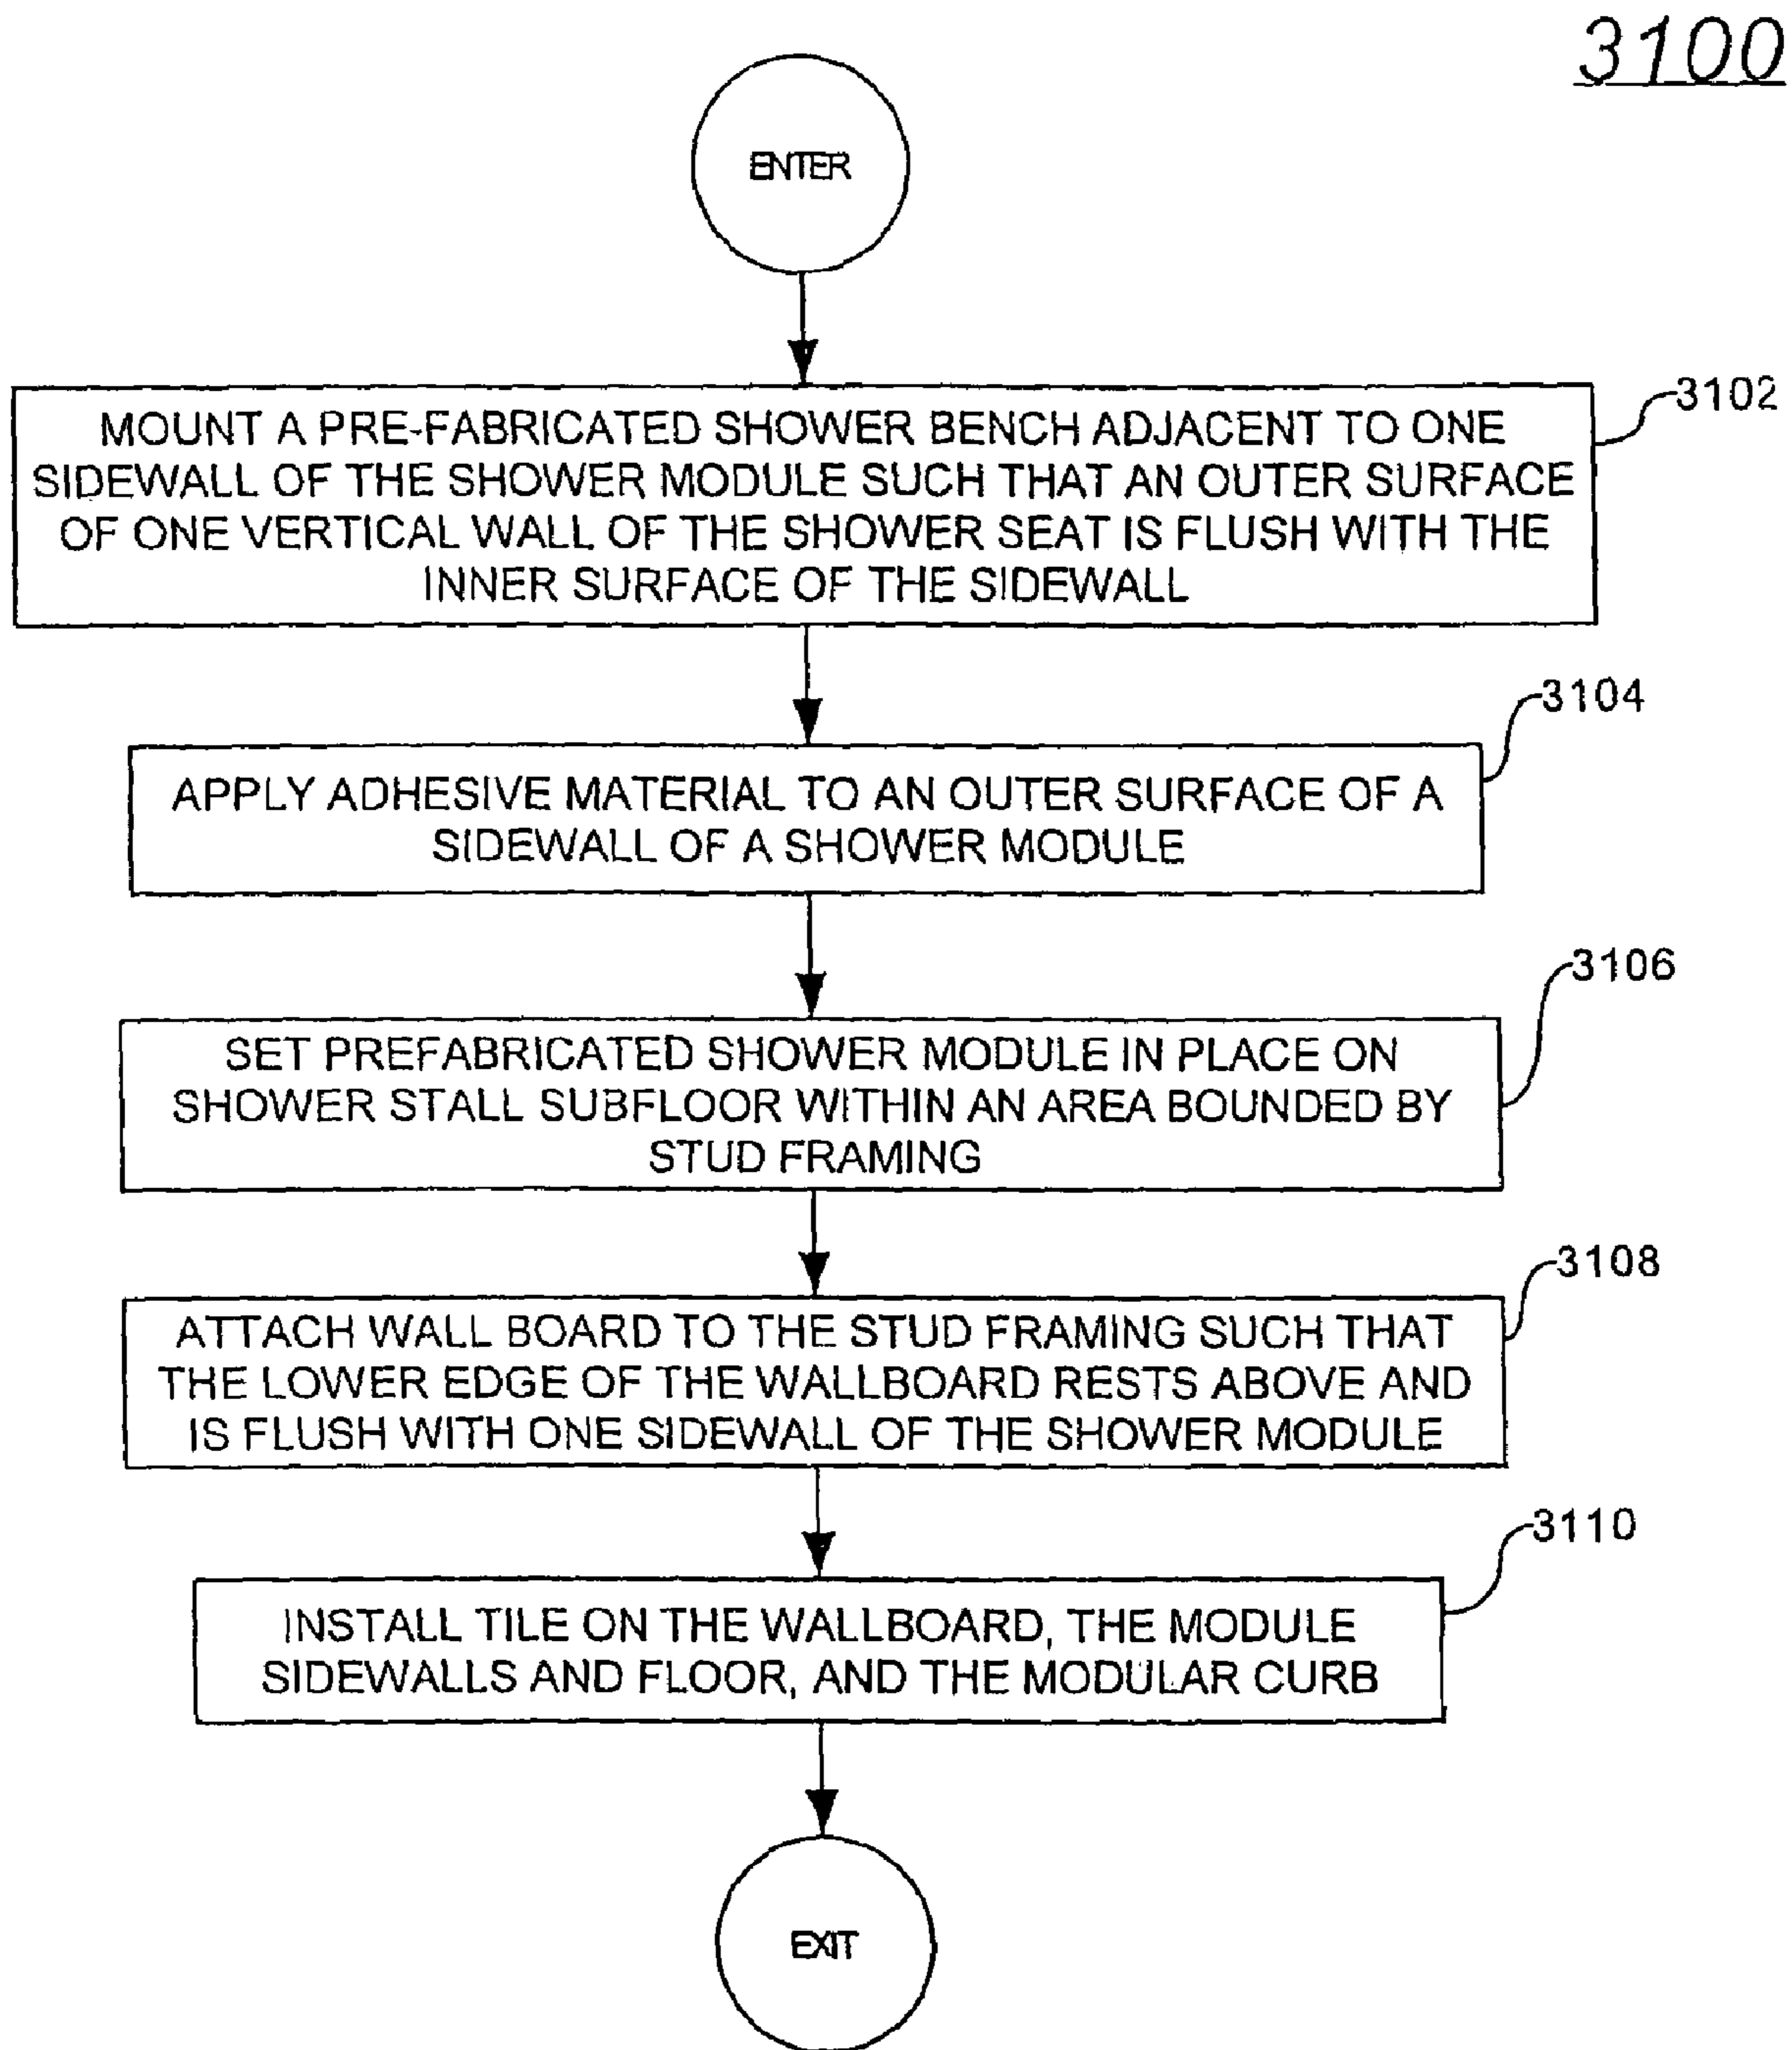 3100
ENTER
3102
MOUNT A PRE-FABRICATED SHOWER BENCH ADJACENT TO ONE
SIDEWALL OF THE SHOWER MODULE SUCH THAT AN OUTER SURFACE
OF ONE VERTICAL WALL OF THE SHOWER SEAT IS FLUSH WITH THE
INNER SURFACE OF THE SIDEWALL
3104
APPLY ADHESIVE MATERIAL TO AN OUTER SURFACE OF A
SIDEWALL OF A SHOWER MODULE
3106
SET PREFABRICATED SHOWER MODULE IN PLACE ON
SHOWER STALL SUBFLOOR WITHIN AN AREA BOUNDED BY
STUD FRAMING
3108
ATTACH WALL BOARD TO THE STUD FRAMING SUCH THAT
THE LOWER EDGE OF THE WALLBOARD RESTS ABOVE AND
IS FLUSH WITH ONE SIDEWALL OF THE SHOWER MODULE
3110
INSTALL TILE ON THE WALLBOARD, THE MODULE
SIDEWALLS AND FLOOR, AND THE MODULAR CURB
EXIT